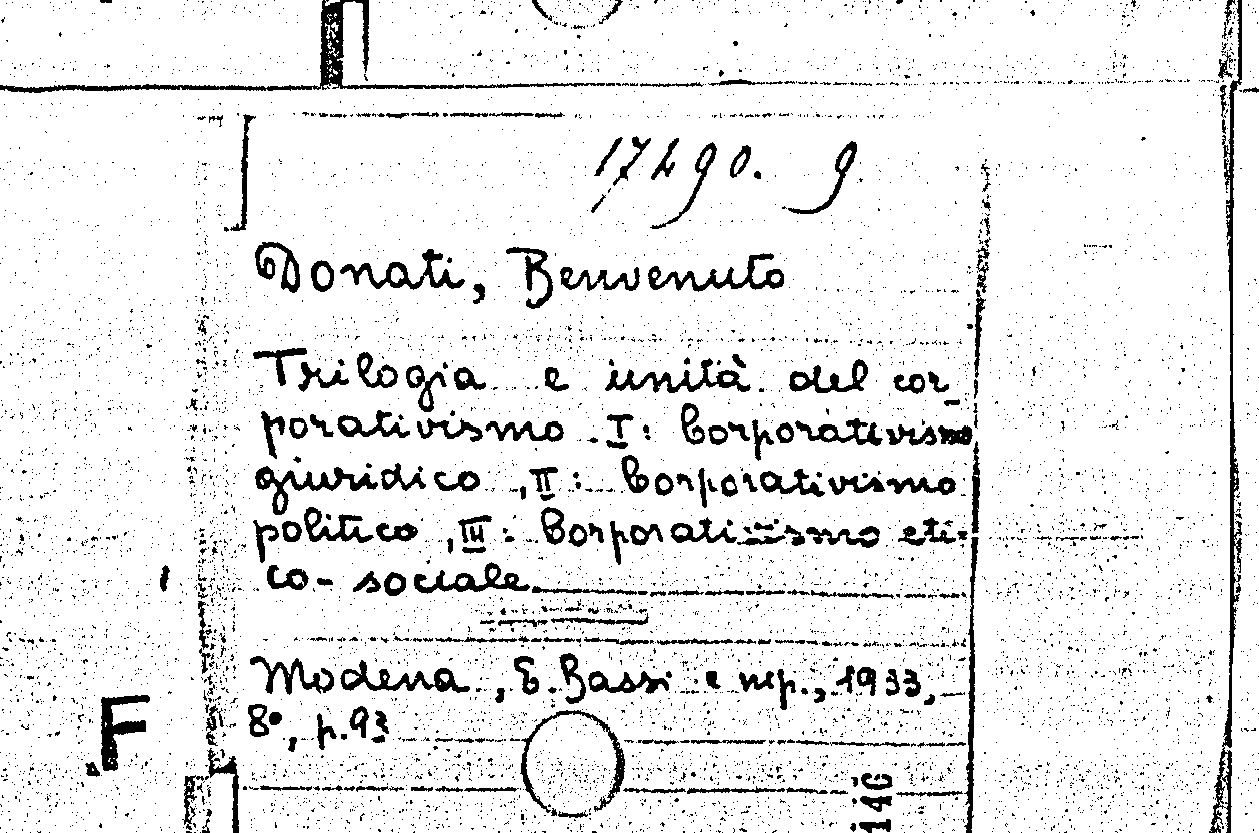 17490. 9
Donati, Benvenuto
Trilogia e unità del cor-
porativismo. I: Corporativismo
giuridico, II: Corporativismo
politico, III: Corporativismo eti-
co-sociale.
Modena, E. Bassi e nip., 1933,
8°, p. 93
F